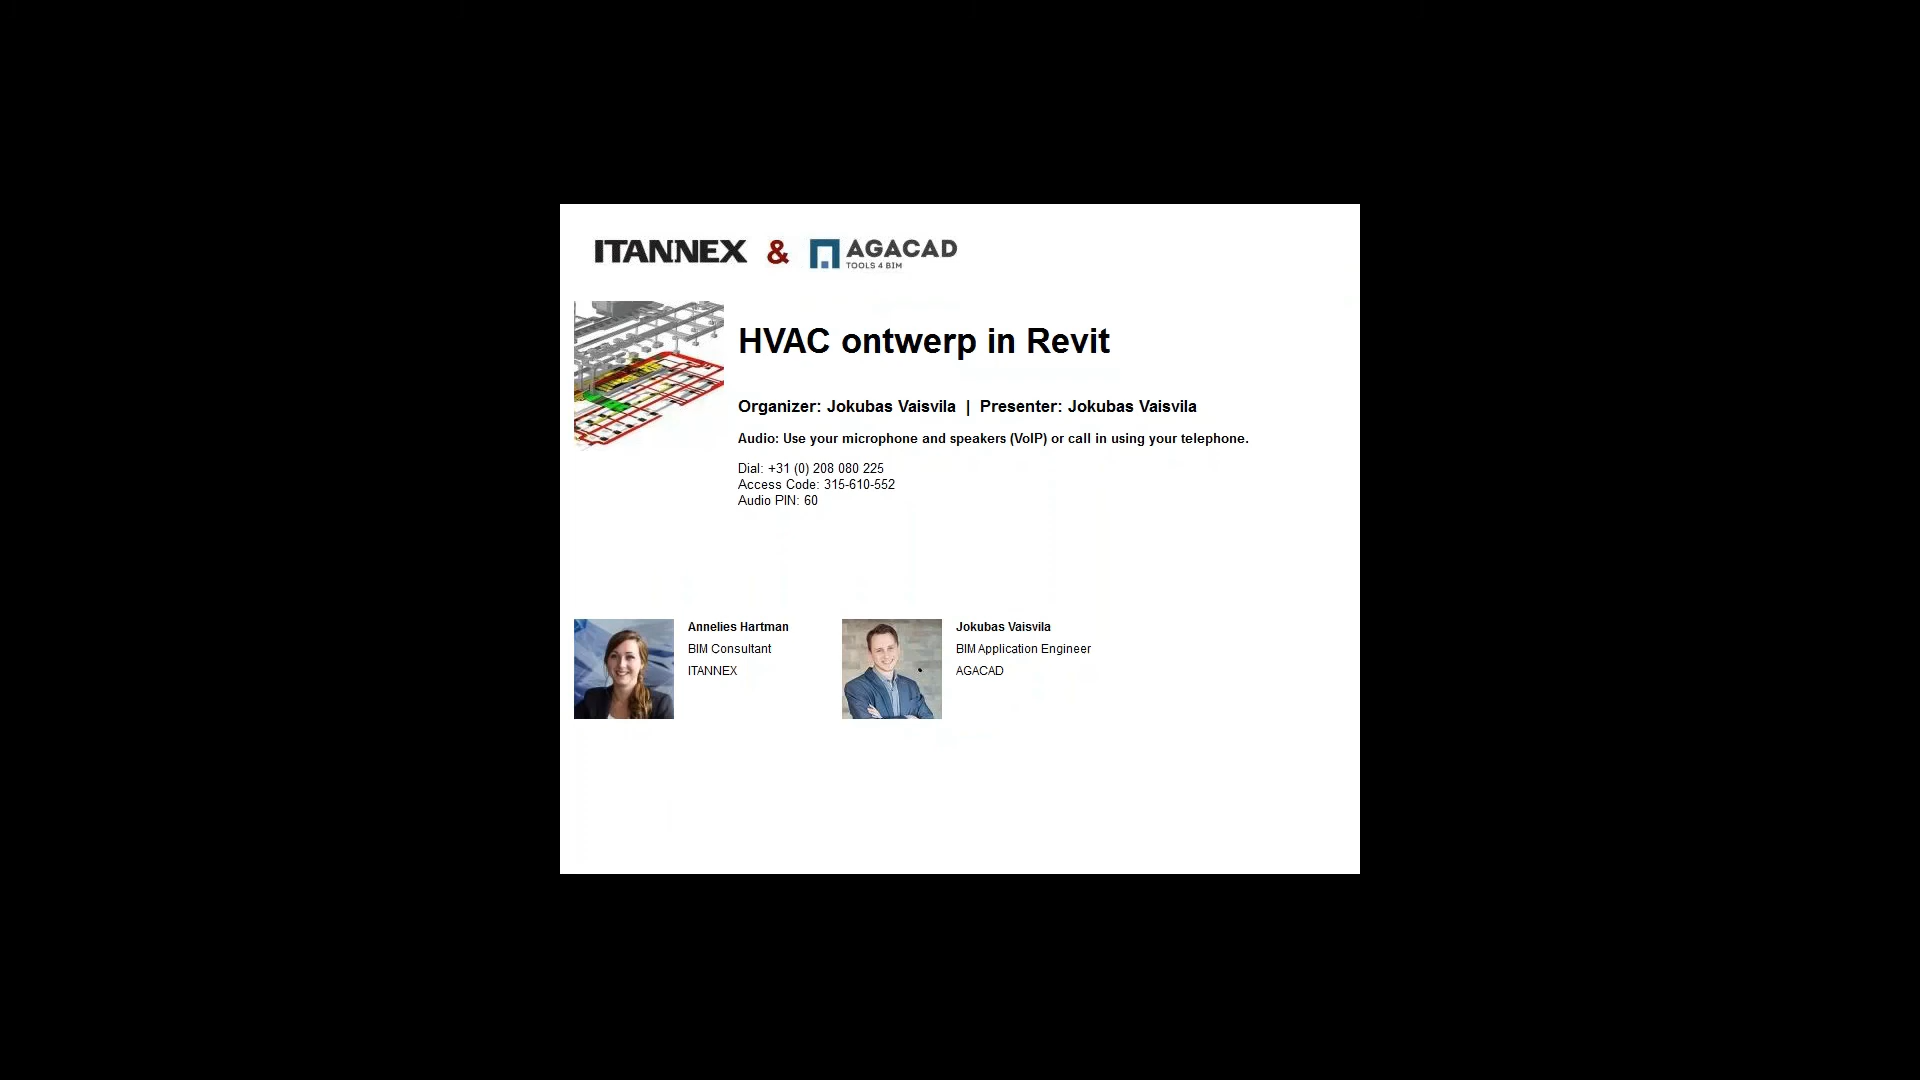 ITANNEX & AGACAD
TOOLS 4 BIM
HVAC ontwerp in Revit
Organizer: Jokubas Vaisvila | Presenter: Jokubas Vaisvila
Audio: Use your microphone and speakers (VoIP) or call in using your telephone.
Dial: +31 (0) 208 080 225
Access Code: 315-610-552
Audio PIN: 60
Annelies Hartman
BIM Consultant
ITANNEX
Jokubas Vaisvila
BIM Application Engineer
AGACAD